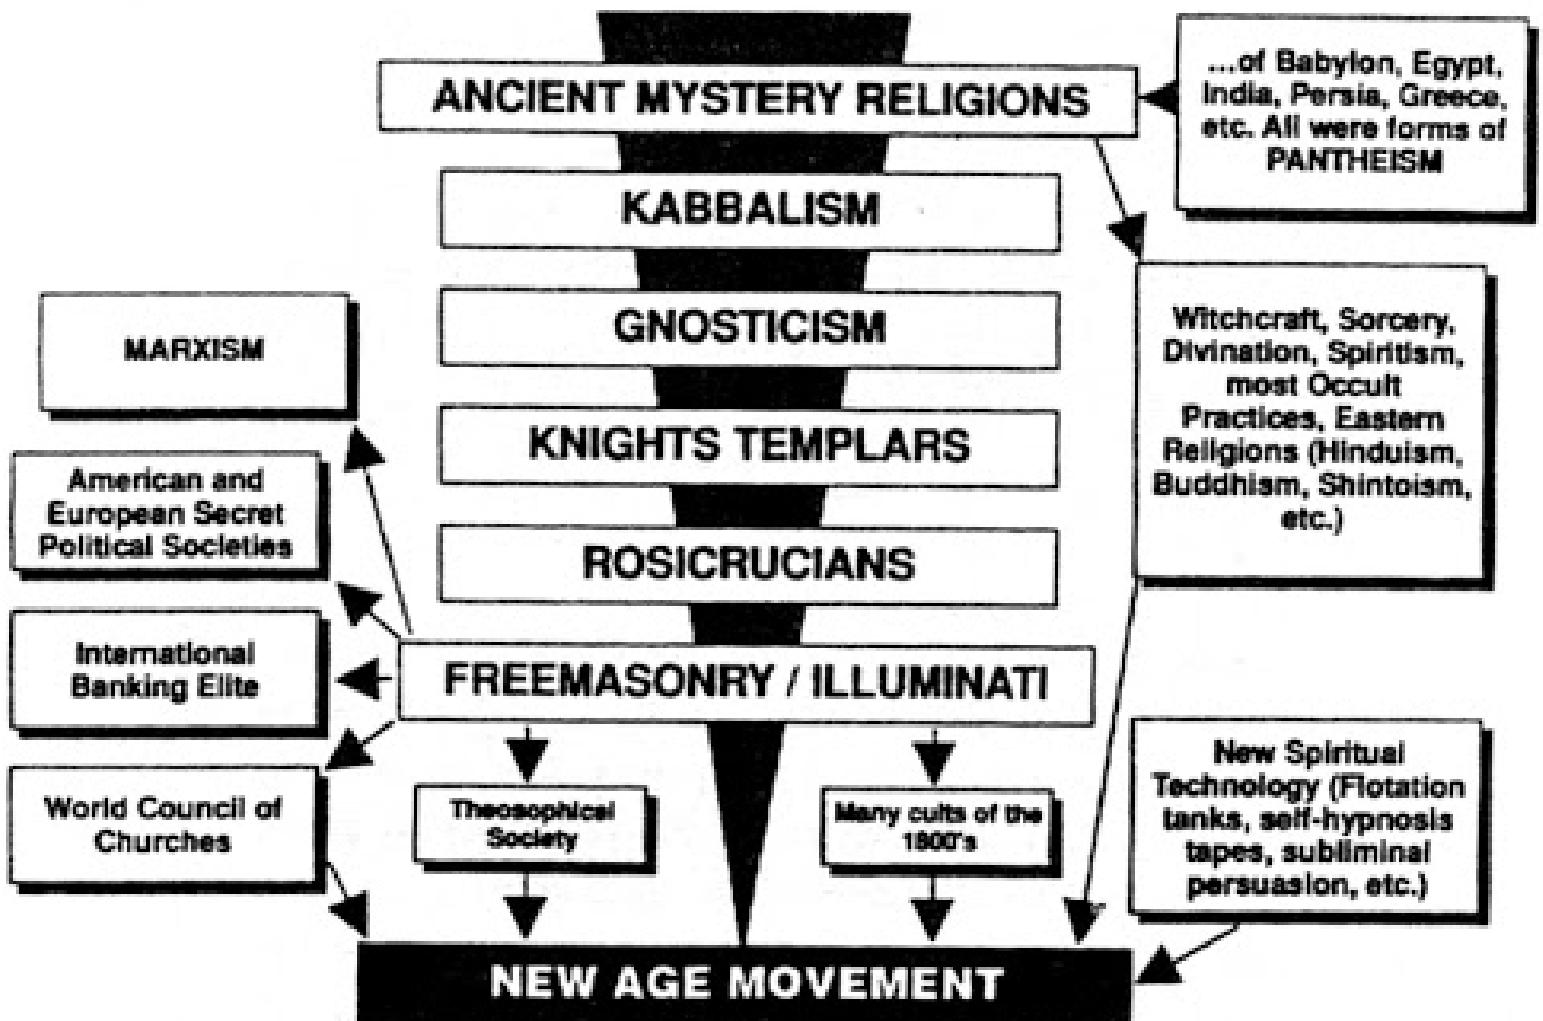 ANCIENT MYSTERY RELIGIONS
...of Babylon, Egypt,
India, Persia, Greece,
etc. All were forms of
PANTHEISM
KABBALISM
GNOSTICISM
MARXISM
Witchcraft, Sorcery,
Divination, Spiritism,
most Occult
Practices, Eastern
Religions (Hinduism,
Buddhism, Shintoism,
etc.)
KNIGHTS TEMPLARS
American and
European Secret
Political Societies
ROSICRUCIANS
International
Banking Elite
FREEMASONRY / ILLUMINATI
World Council of
Churches
Theosophical
Society
Many cults of the
1800's
New Spiritual
Technology (Flotation
tanks, self-hypnosis
tapes, subliminal
persuasion, etc.)
NEW AGE MOVEMENT